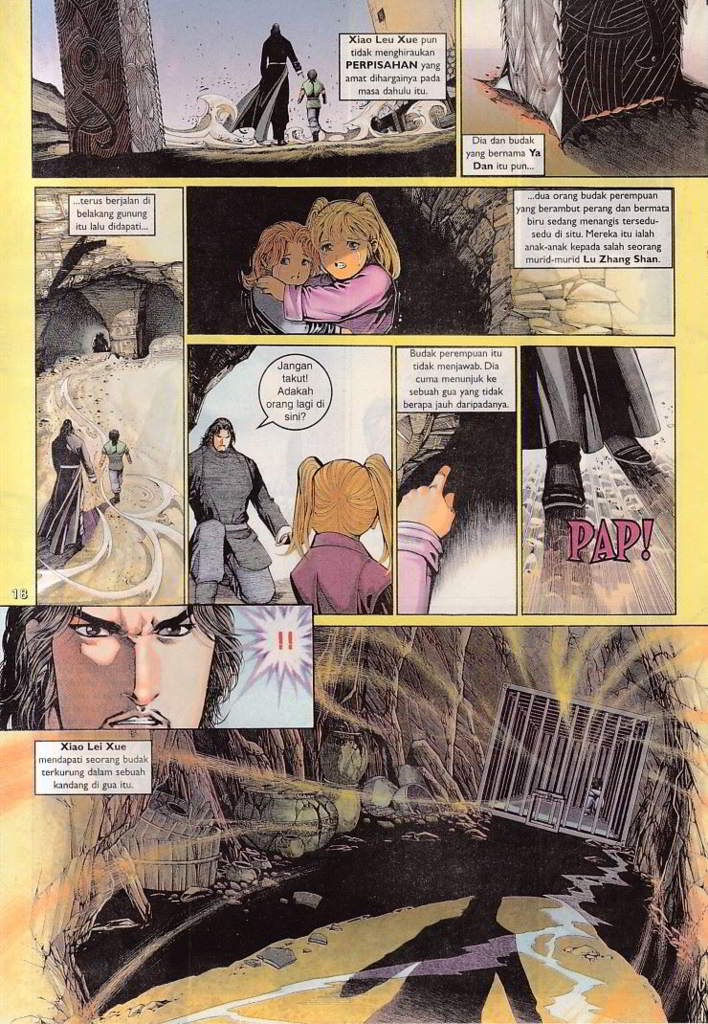 Xiao Leu Xue pun
tidak menghiraukan
PERPISAHAN yang
amat dihargainya pada
masa dahulu itu.
Dia dan budak
yang bernama Ya
Dan itu pun...
...terus berjalan di
belakang gunung
itu lalu didapati...
...dua orang budak perempuan
yang berambut perang dan bermata
biru sedang menangis tersedu-
sedu di situ. Mereka itu ialah
anak-anak kepada salah seorang
murid-murid Lu Zhang Shan.
Jangan
takut!
Adakah
orang lagi di
sini?
Budak perempuan itu
tidak menjawab. Dia
cuma menunjuk ke
sebuah gua yang tidak
berapa jauh daripadanya.
PAP!
18
!!
Xiao Lei Xue
mendapati seorang budak
terkurung dalam sebuah
kandang di gua itu.